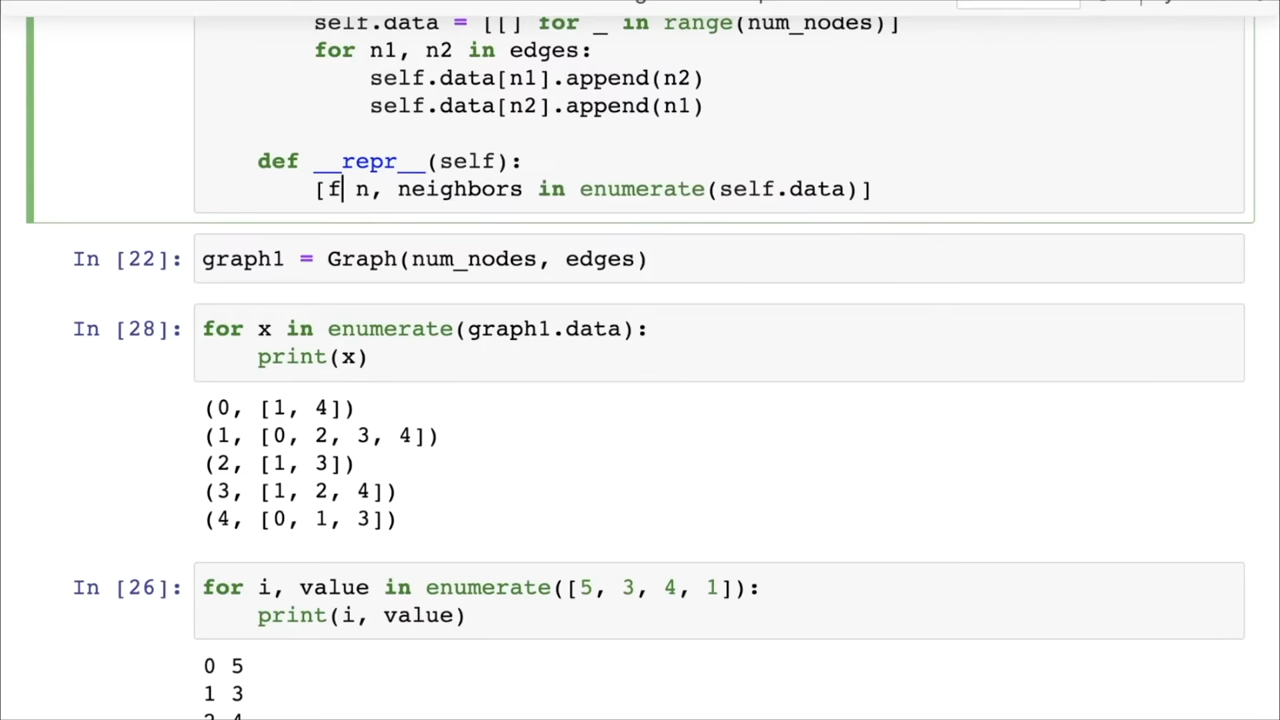 self.data = [[] for _ in range(num_nodes)]
for n1, n2 in edges:
self.data[n1].append(n2)
self.data[n2].append(n1)
def __repr__(self):
[f n, neighbors in enumerate(self.data)]
In [22]: graph1 = Graph(num_nodes, edges)
In [28]: for x in enumerate(graph1.data):
print(x)
(0, [1, 4])
(1, [0, 2, 3, 4])
(2, [1, 3])
(3, [1, 2, 4])
(4, [0, 1, 3])
In [26]: for i, value in enumerate([5, 3, 4, 1]):
print(i, value)
0 5
1 3
2 4